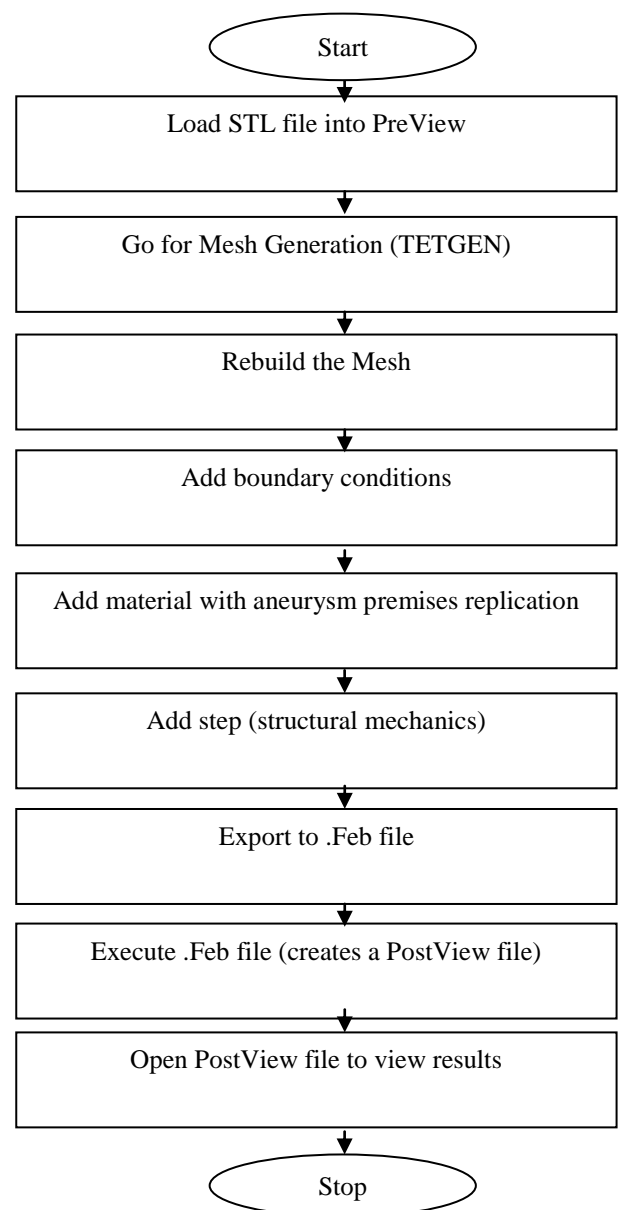 Start
Load STL file into PreView
Go for Mesh Generation (TETGEN)
Rebuild the Mesh
Add boundary conditions
Add material with aneurysm premises replication
Add step (structural mechanics)
Export to .Feb file
Execute .Feb file (creates a PostView file)
Open PostView file to view results
Stop